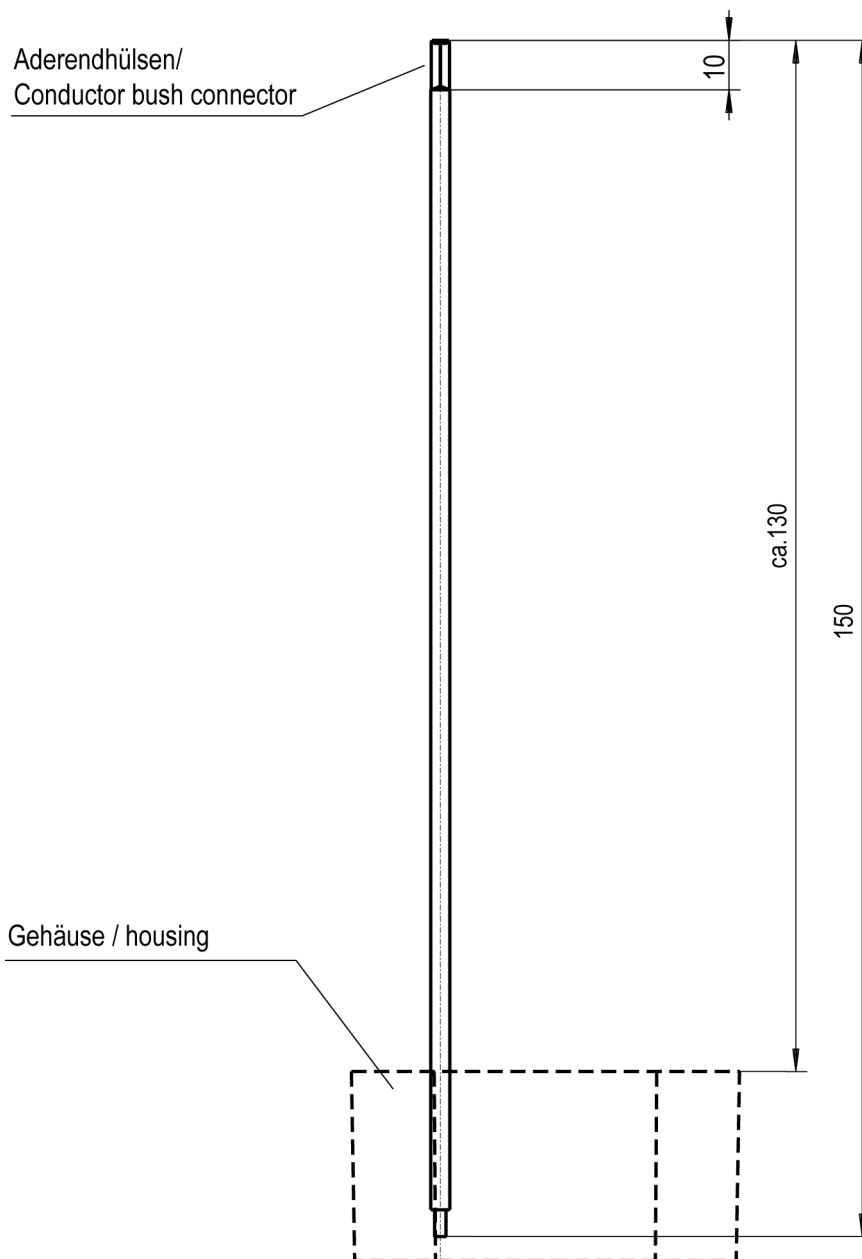 Aderendhülsen/
Conductor bush connector
10
ca.130
150
Gehäuse / housing